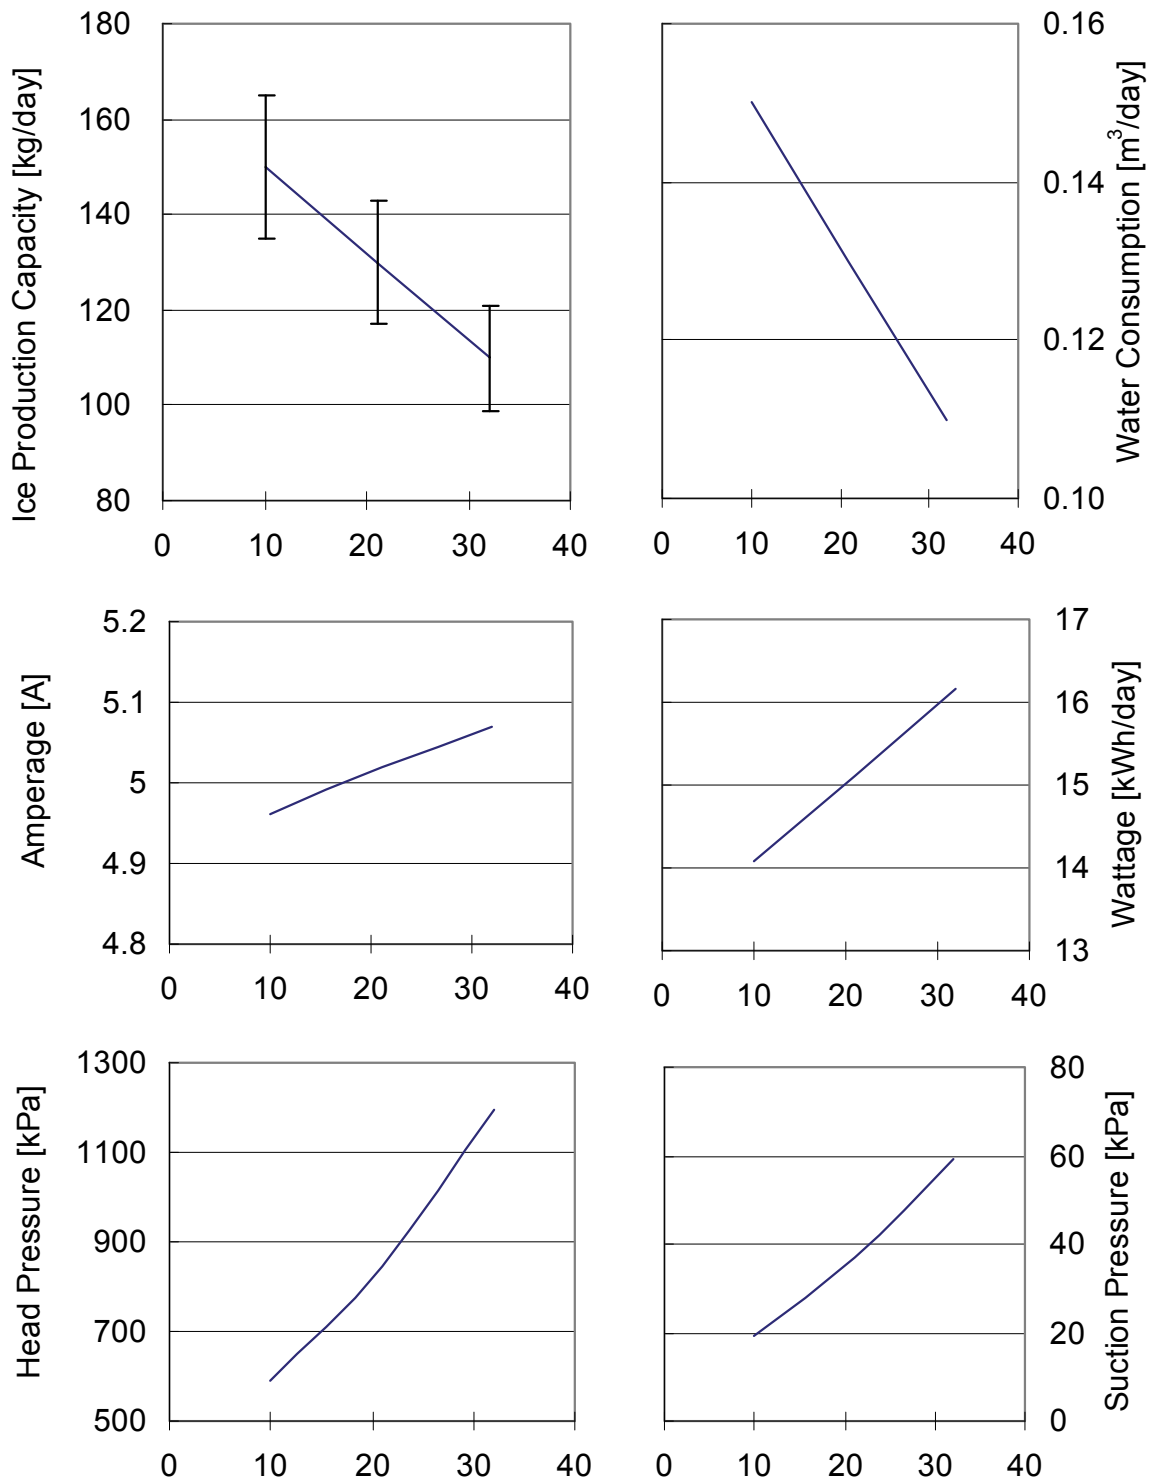 Ice Production Capacity [kg/day]
180
160
140
120
100
80
0 10 20 30 40
Water Consumption [m³/day]
0.16
0.14
0.12
0.10
0 10 20 30 40
Amperage [A]
5.2
5.1
5
4.9
4.8
0 10 20 30 40
Wattage [kWh/day]
17
16
15
14
13
0 10 20 30 40
Head Pressure [kPa]
1300
1100
900
700
500
0 10 20 30 40
Suction Pressure [kPa]
80
60
40
20
0
0 10 20 30 40